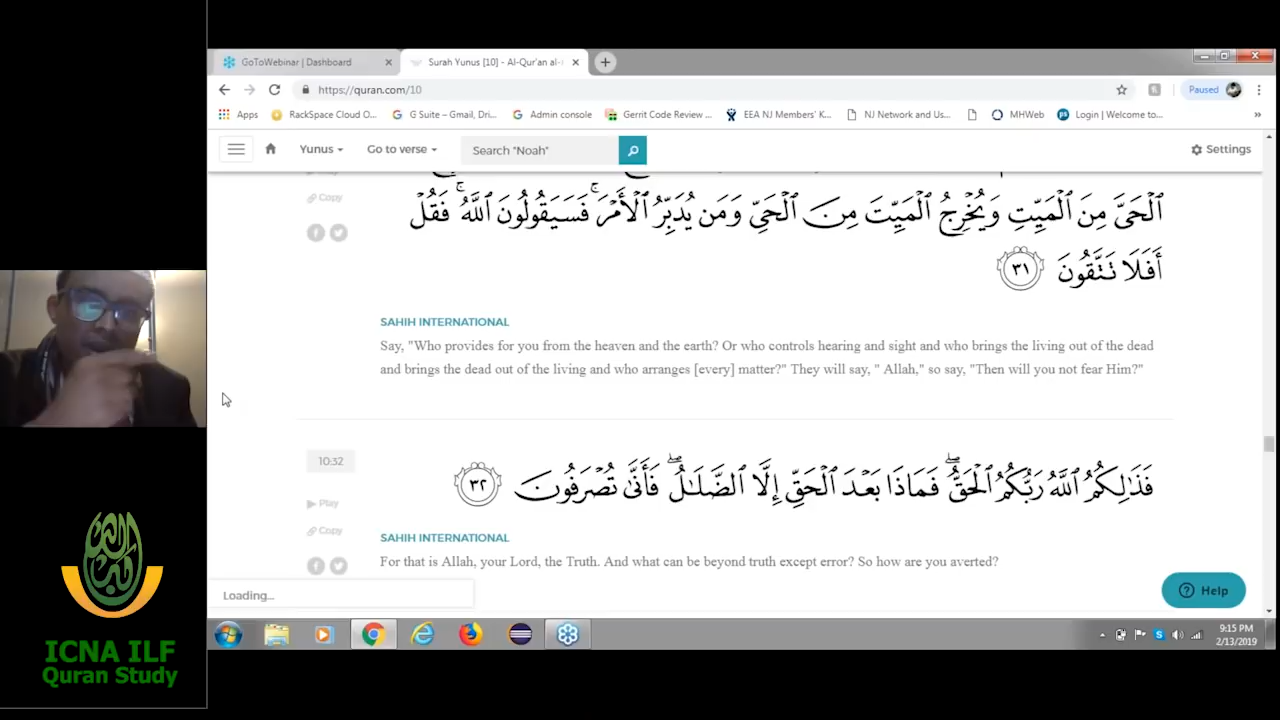 GoToWebinar | Dashboard
Surah Yunus [10] - Al-Qur'an al-
https://quran.com/10
Paused
Apps
RackSpace Cloud O...
G Suite – Gmail, Dri...
Admin console
Gerrit Code Review ...
EEA NJ Members' K...
NJ Network and Us...
MHWeb
Login | Welcome to...
Yunus
Go to verse
Search "Noah"
Settings
Copy
ٱلْحَىَّ مِنَ ٱلْمَيِّتِ وَيُخْرِجُ ٱلْمَيِّتَ مِنَ ٱلْحَىِّ وَمَن يُدَبِّرُ ٱلْأَمْرَ ۚ فَسَيَقُولُونَ ٱللَّهُ ۚ فَقُلْ
أَفَلَا تَتَّقُونَ ٣١
SAHIH INTERNATIONAL
Say, "Who provides for you from the heaven and the earth? Or who controls hearing and sight and who brings the living out of the dead
and brings the dead out of the living and who arranges [every] matter?" They will say, " Allah," so say, "Then will you not fear Him?"
10:32
فَذَٰلِكُمُ ٱللَّهُ رَبُّكُمُ ٱلْحَقُّ ۖ فَمَاذَا بَعْدَ ٱلْحَقِّ إِلَّا ٱلضَّلَـٰلُ ۖ فَأَنَّىٰ تُصْرَفُونَ ٣٢
Play
Copy
SAHIH INTERNATIONAL
For that is Allah, your Lord, the Truth. And what can be beyond truth except error? So how are you averted?
Loading...
Help
9:15 PM
2/13/2019
ICNA ILF
Quran Study